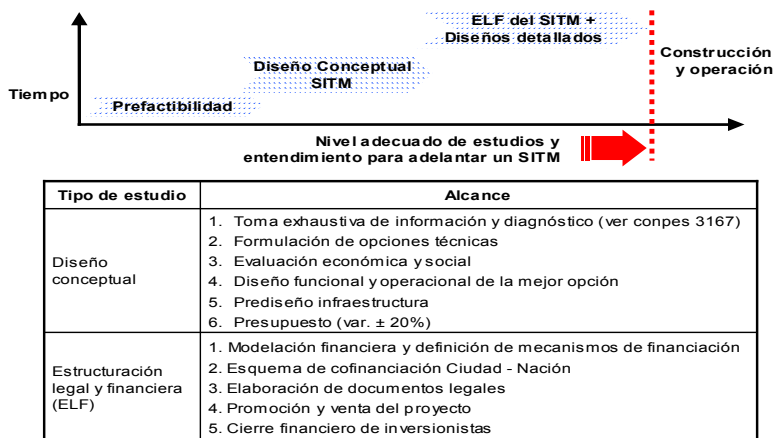 ELF del SITM +
Diseños detallados
Construcción
y operación
Diseño Conceptual
SITM
Tiempo
Prefactibilidad
Nivel adecuado de estudios y
entendimiento para adelantar un SITM
Tipo de estudio Alcance
Diseño
conceptual
1. Toma exhaustiva de información y diagnóstico (ver conpes 3167)
2. Formulación de opciones técnicas
3. Evaluación económica y social
4. Diseño funcional y operacional de la mejor opción
5. Prediseño infraestructura
6. Presupuesto (var. ± 20%)
Estructuración
legal y financiera
(ELF)
1. Modelación financiera y definición de mecanismos de financiación
2. Esquema de cofinanciación Ciudad - Nación
3. Elaboración de documentos legales
4. Promoción y venta del proyecto
5. Cierre financiero de inversionistas